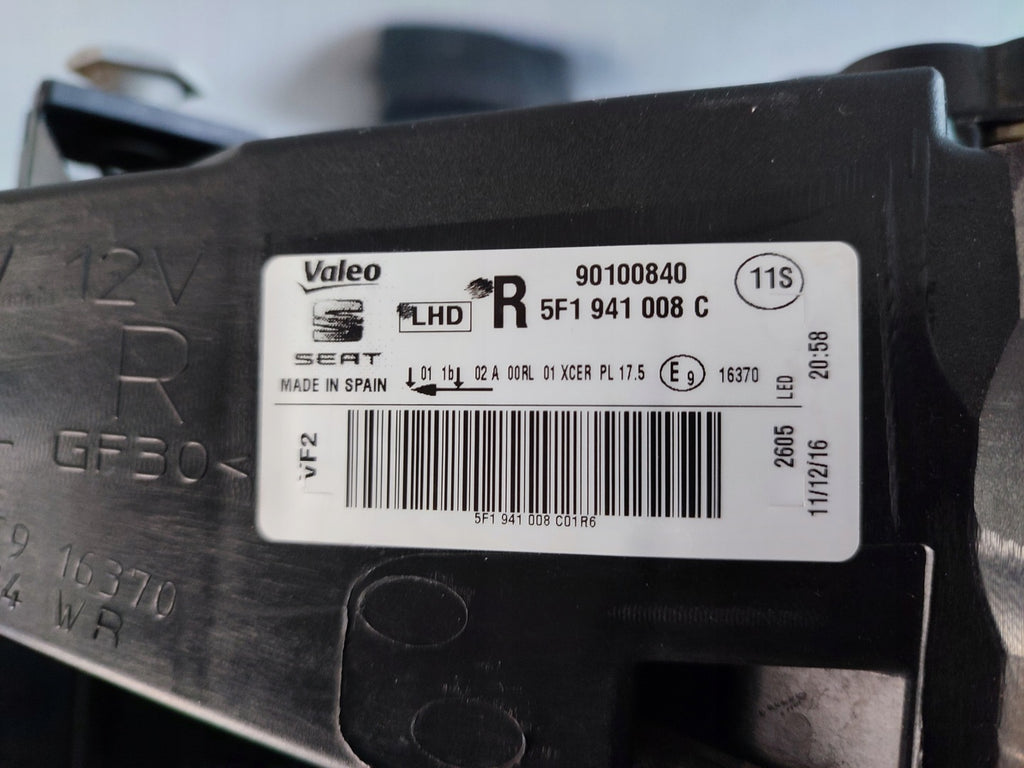 Valeo
SEAT
MADE IN SPAIN
LHD R
90100840
5F1 941 008 C
11S
01 1b 02 A 00RL 01 XCER PL 17.5 E9 16370
LED
2605
20:58
11/12/16
VF2
5F1 941 008 C01R6
12V
R
GF30<
9 16370
4 WR